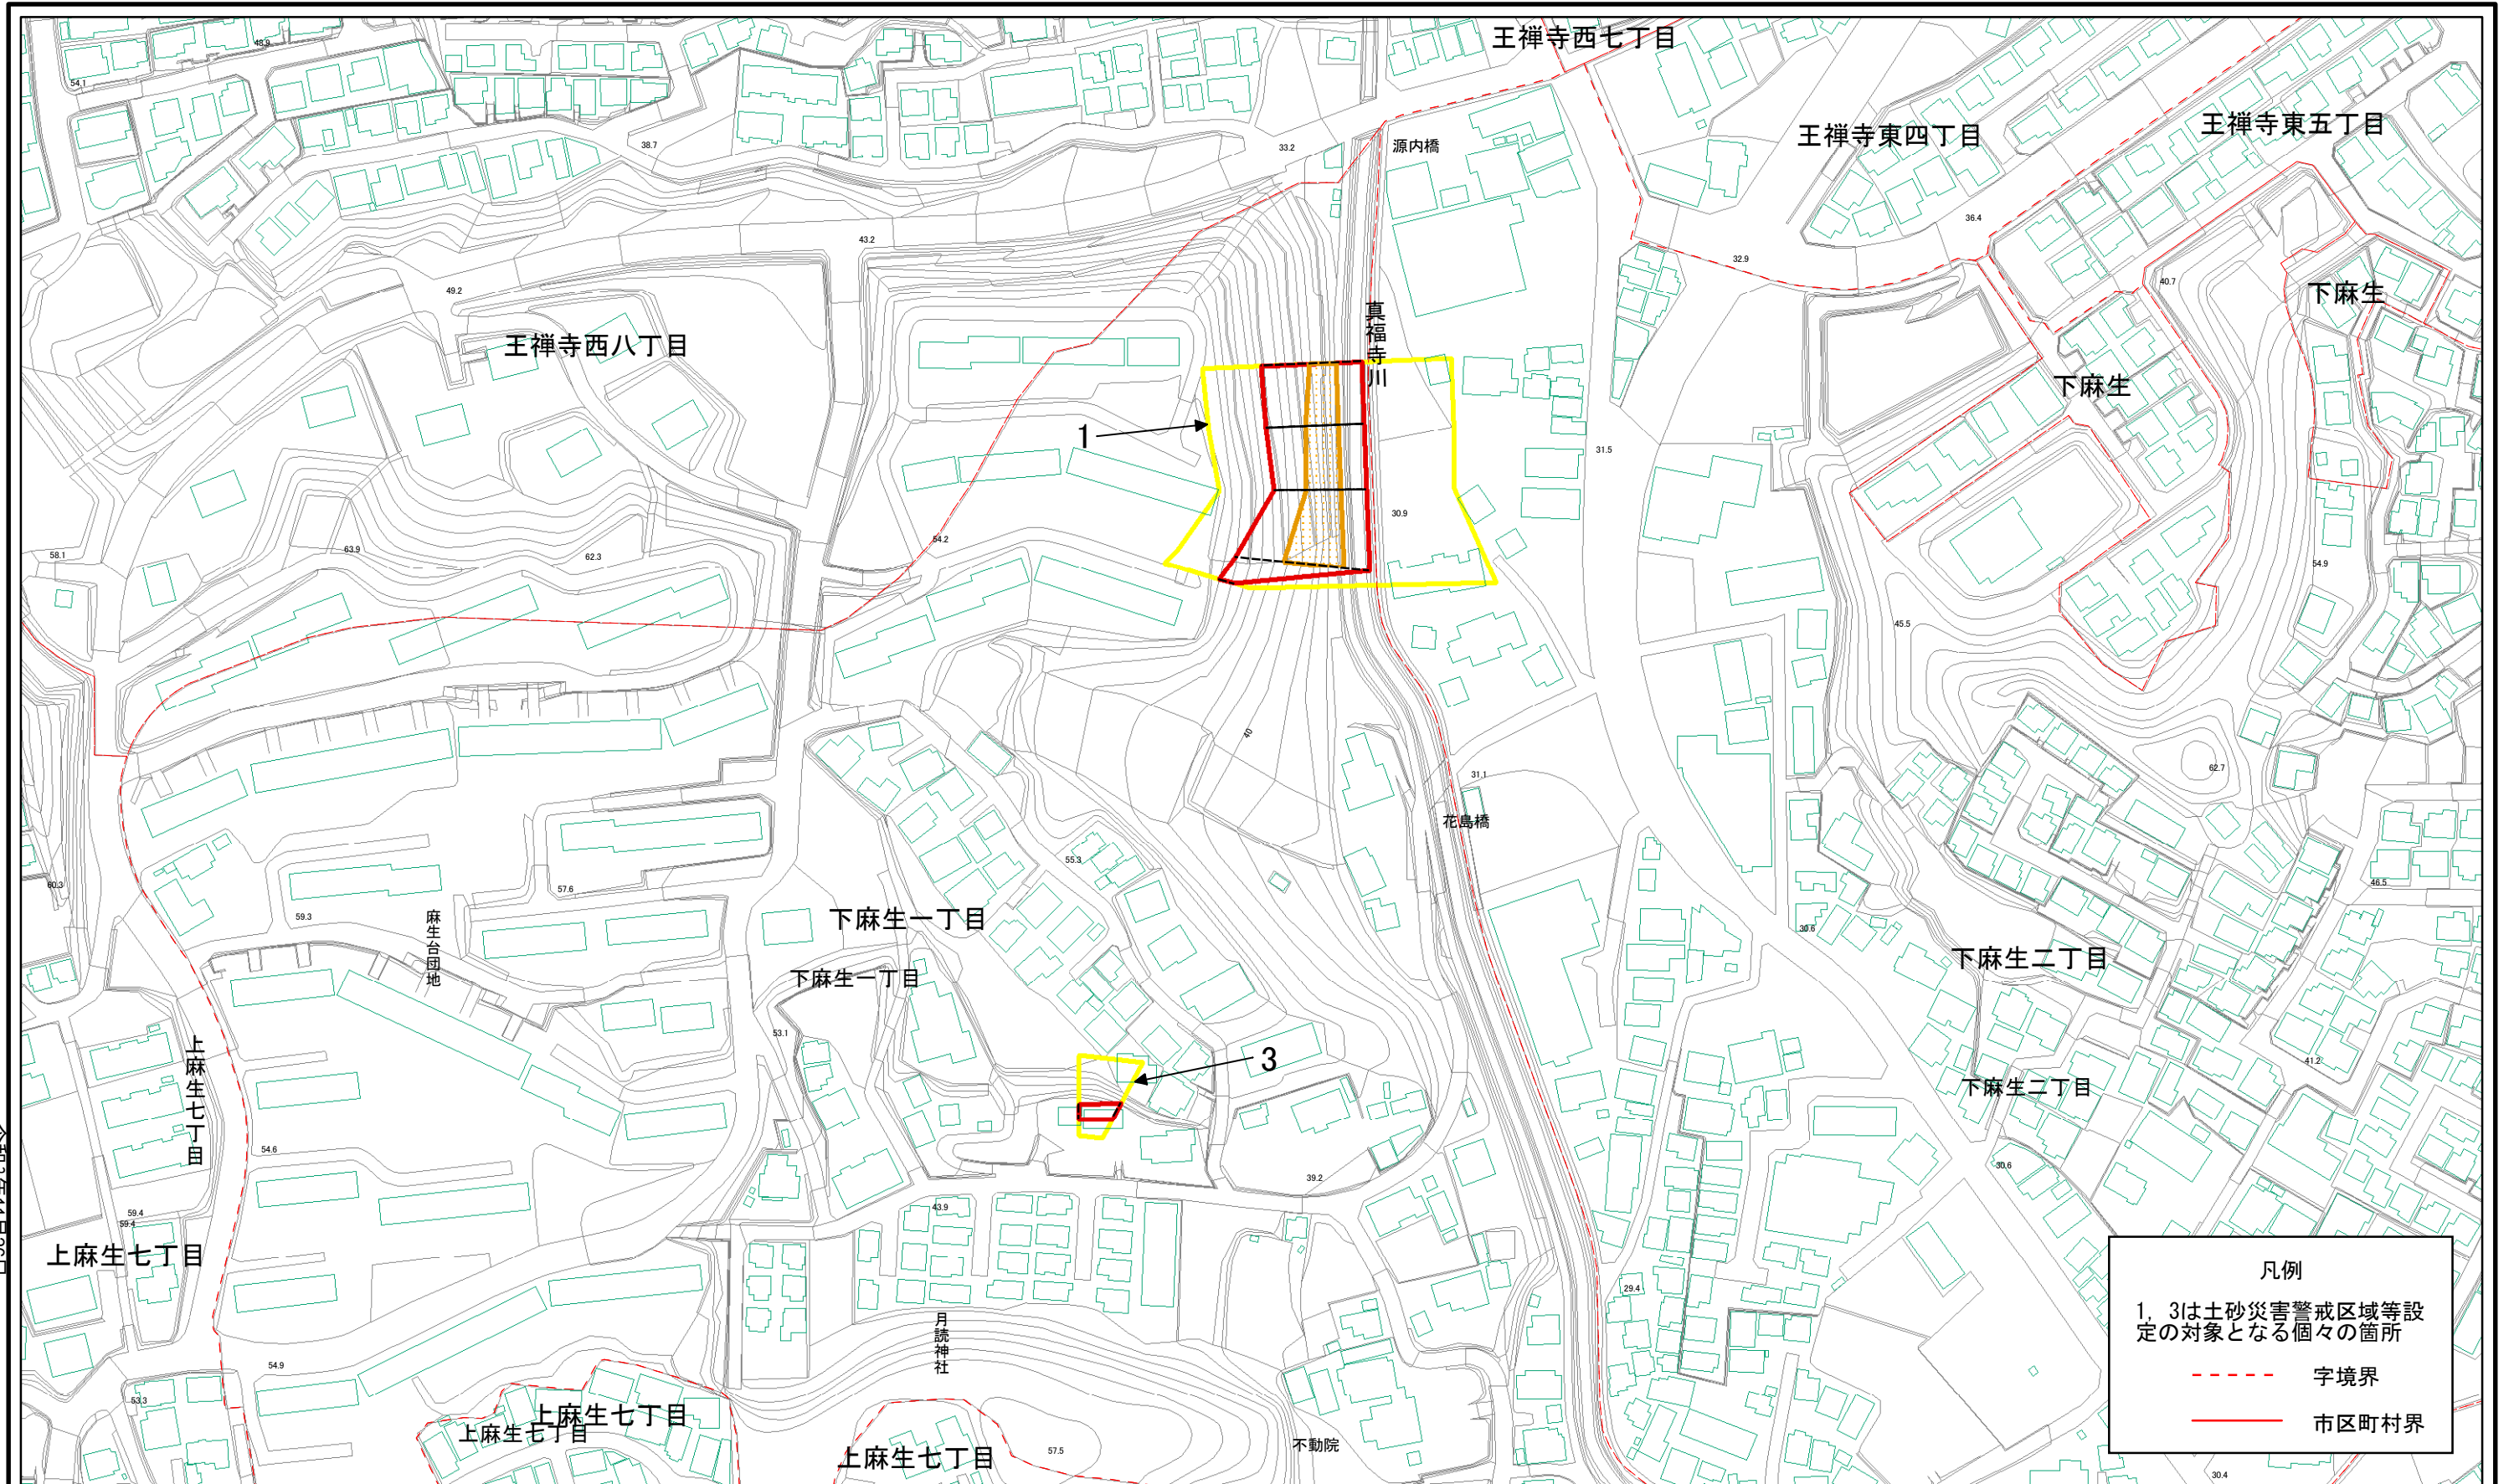 王禅寺西七丁目
48.9
54.1
王禅寺東五丁目
王禅寺東四丁目
源内橋
38.7
33.2
36.4
43.2
32.9
40.7
49.2
下麻生
真福寺川
王禅寺西八丁目
下麻生
1
31.5
30.9
54.2
58.1
63.9
62.3
54.9
45.5
40
31.1
62.7
花島橋
55.3
60.3
57.6
46.5
59.3
麻生台団地
下麻生一丁目
30.6
下麻生二丁目
下麻生一丁目
53.1
上麻生七丁目
3
41.2
下麻生二丁目
54.6
30.6
39.2
59.4
59.4
43.9
上麻生七丁目
29.4
月読神社
54.9
53.3
上麻生七丁目
上麻生七丁目
上麻生七丁目
57.5
不動院
30.4
凡例
1, 3は土砂災害警戒区域等設
定の対象となる個々の箇所
字境界
市区町村界